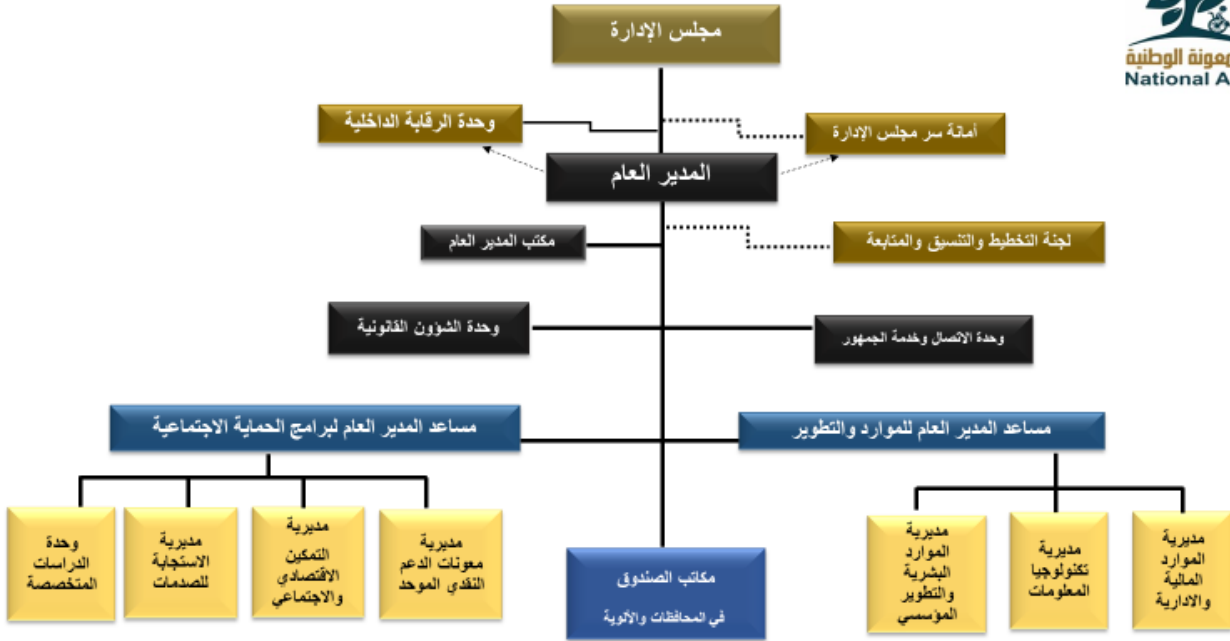 مجلس الإدارة
المعونة الوطنية
National A
أمانة سر مجلس الإدارة
وحدة الرقابة الداخلية
المدير العام
لجنة التخطيط والتنسيق والمتابعة
مكتب المدير العام
وحدة الاتصال وخدمة الجمهور
وحدة الشؤون القانونية
مساعد المدير العام للموارد والتطوير
مساعد المدير العام لبرامج الحماية الاجتماعية
مديرية
الموارد
المالية
والادارية
مديرية
تكنولوجيا
المعلومات
مديرية
الموارد
البشرية
والتطوير
المؤسسي
مكاتب الصندوق
في المحافظات والألوية
مديرية
معونات الدعم
النقدي الموحد
مديرية
التمكين
الاقتصادي
والاجتماعي
مديرية
الاستجابة
للصدمات
وحدة
الدراسات
المتخصصة